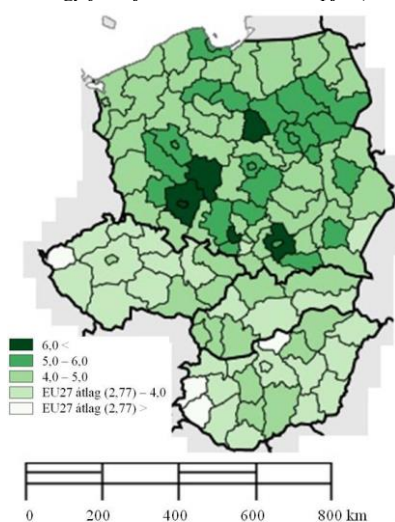 6,0 <
5,0 – 6,0
4,0 – 5,0
EU27 átlag (2,77) – 4,0
EU27 átlag (2,77) >
0 200 400 600 800 km